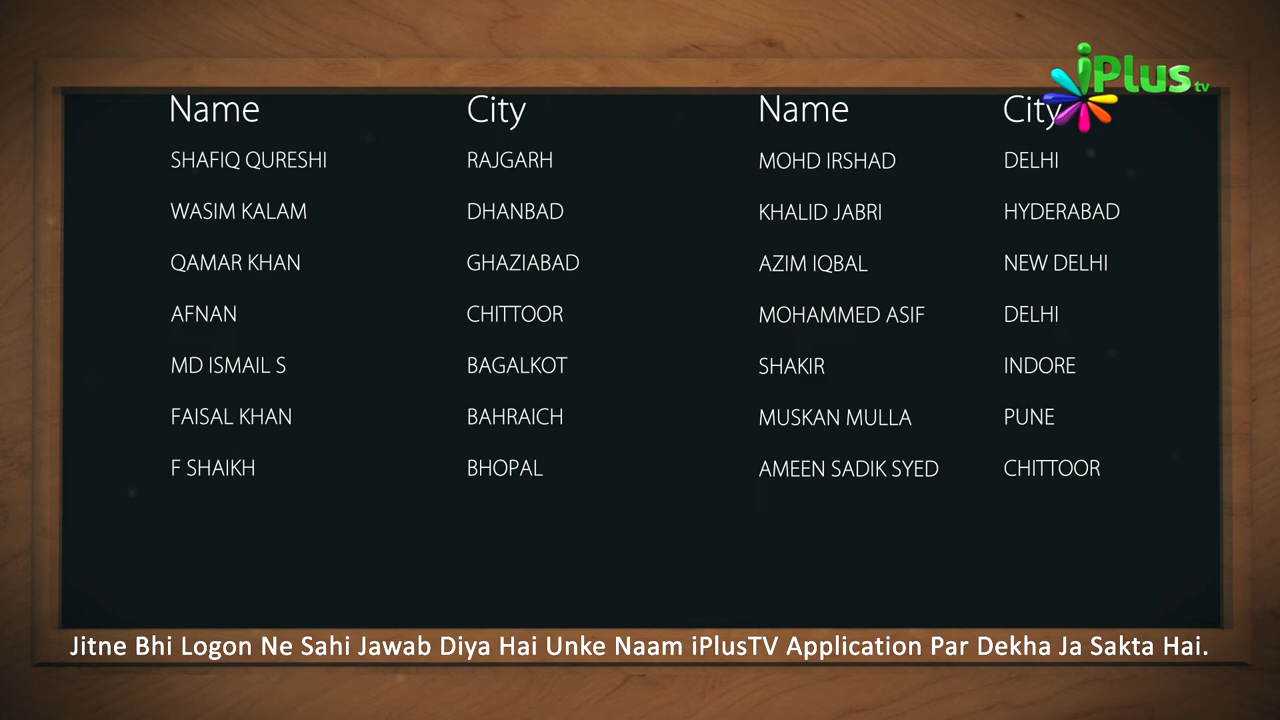 iPlus tv
Name City Name City
SHAFIQ QURESHI RAJGARH MOHD IRSHAD DELHI
WASIM KALAM DHANBAD KHALID JABRI HYDERABAD
QAMAR KHAN GHAZIABAD AZIM IQBAL NEW DELHI
AFNAN CHITTOOR MOHAMMED ASIF DELHI
MD ISMAIL S BAGALKOT SHAKIR INDORE
FAISAL KHAN BAHRAICH MUSKAN MULLA PUNE
F SHAIKH BHOPAL AMEEN SADIK SYED CHITTOOR
Jitne Bhi Logon Ne Sahi Jawab Diya Hai Unke Naam iPlusTV Application Par Dekha Ja Sakta Hai.